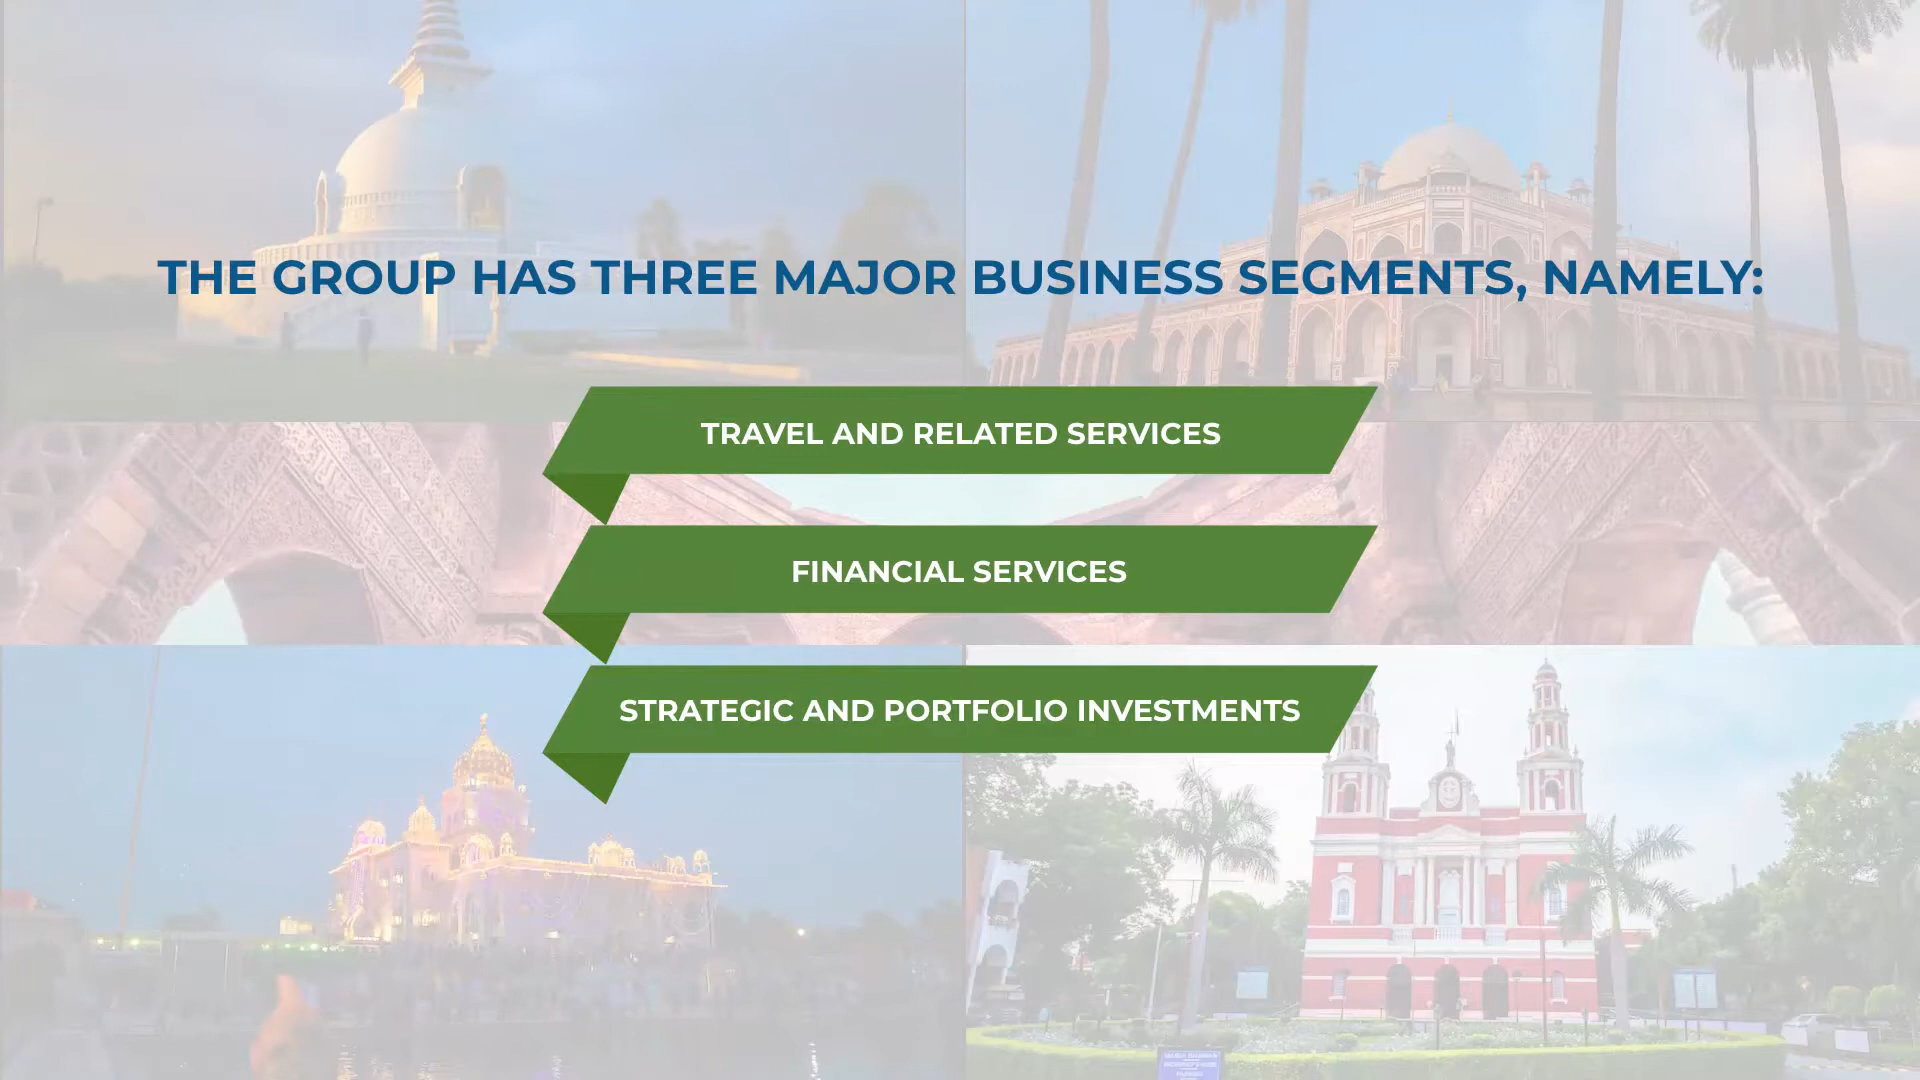 THE GROUP HAS THREE MAJOR BUSINESS SEGMENTS, NAMELY:
TRAVEL AND RELATED SERVICES
FINANCIAL SERVICES
STRATEGIC AND PORTFOLIO INVESTMENTS